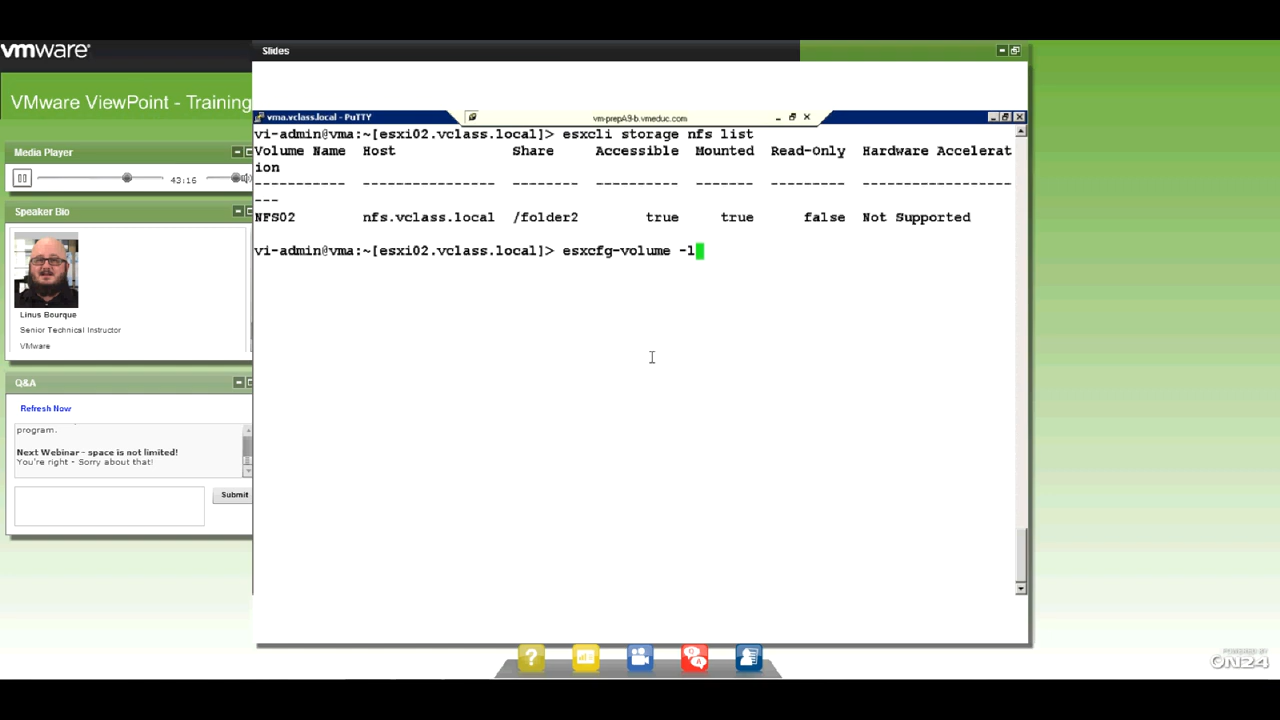 vmware
Slides
VMware ViewPoint - Training
vma.vclass.local - PuTTY
vm-prepA9-b.vmeduc.com
vi-admin@vma:~[esxi02.vclass.local]> esxcli storage nfs list
Volume Name Host Share Accessible Mounted Read-Only Hardware Accelerat
ion
----------- ---------------- -------- ---------- ------- --------- ------------------
---
NFS02 nfs.vclass.local /folder2 true true false Not Supported
vi-admin@vma:~[esxi02.vclass.local]> esxcfg-volume -l
Media Player
43:16
Speaker Bio
Linus Bourque
Senior Technical Instructor
VMware
Q&A
Refresh Now
program.
Next Webinar - space is not limited!
You're right - Sorry about that!
Submit
?
Q
A
POWERED BY
ON24